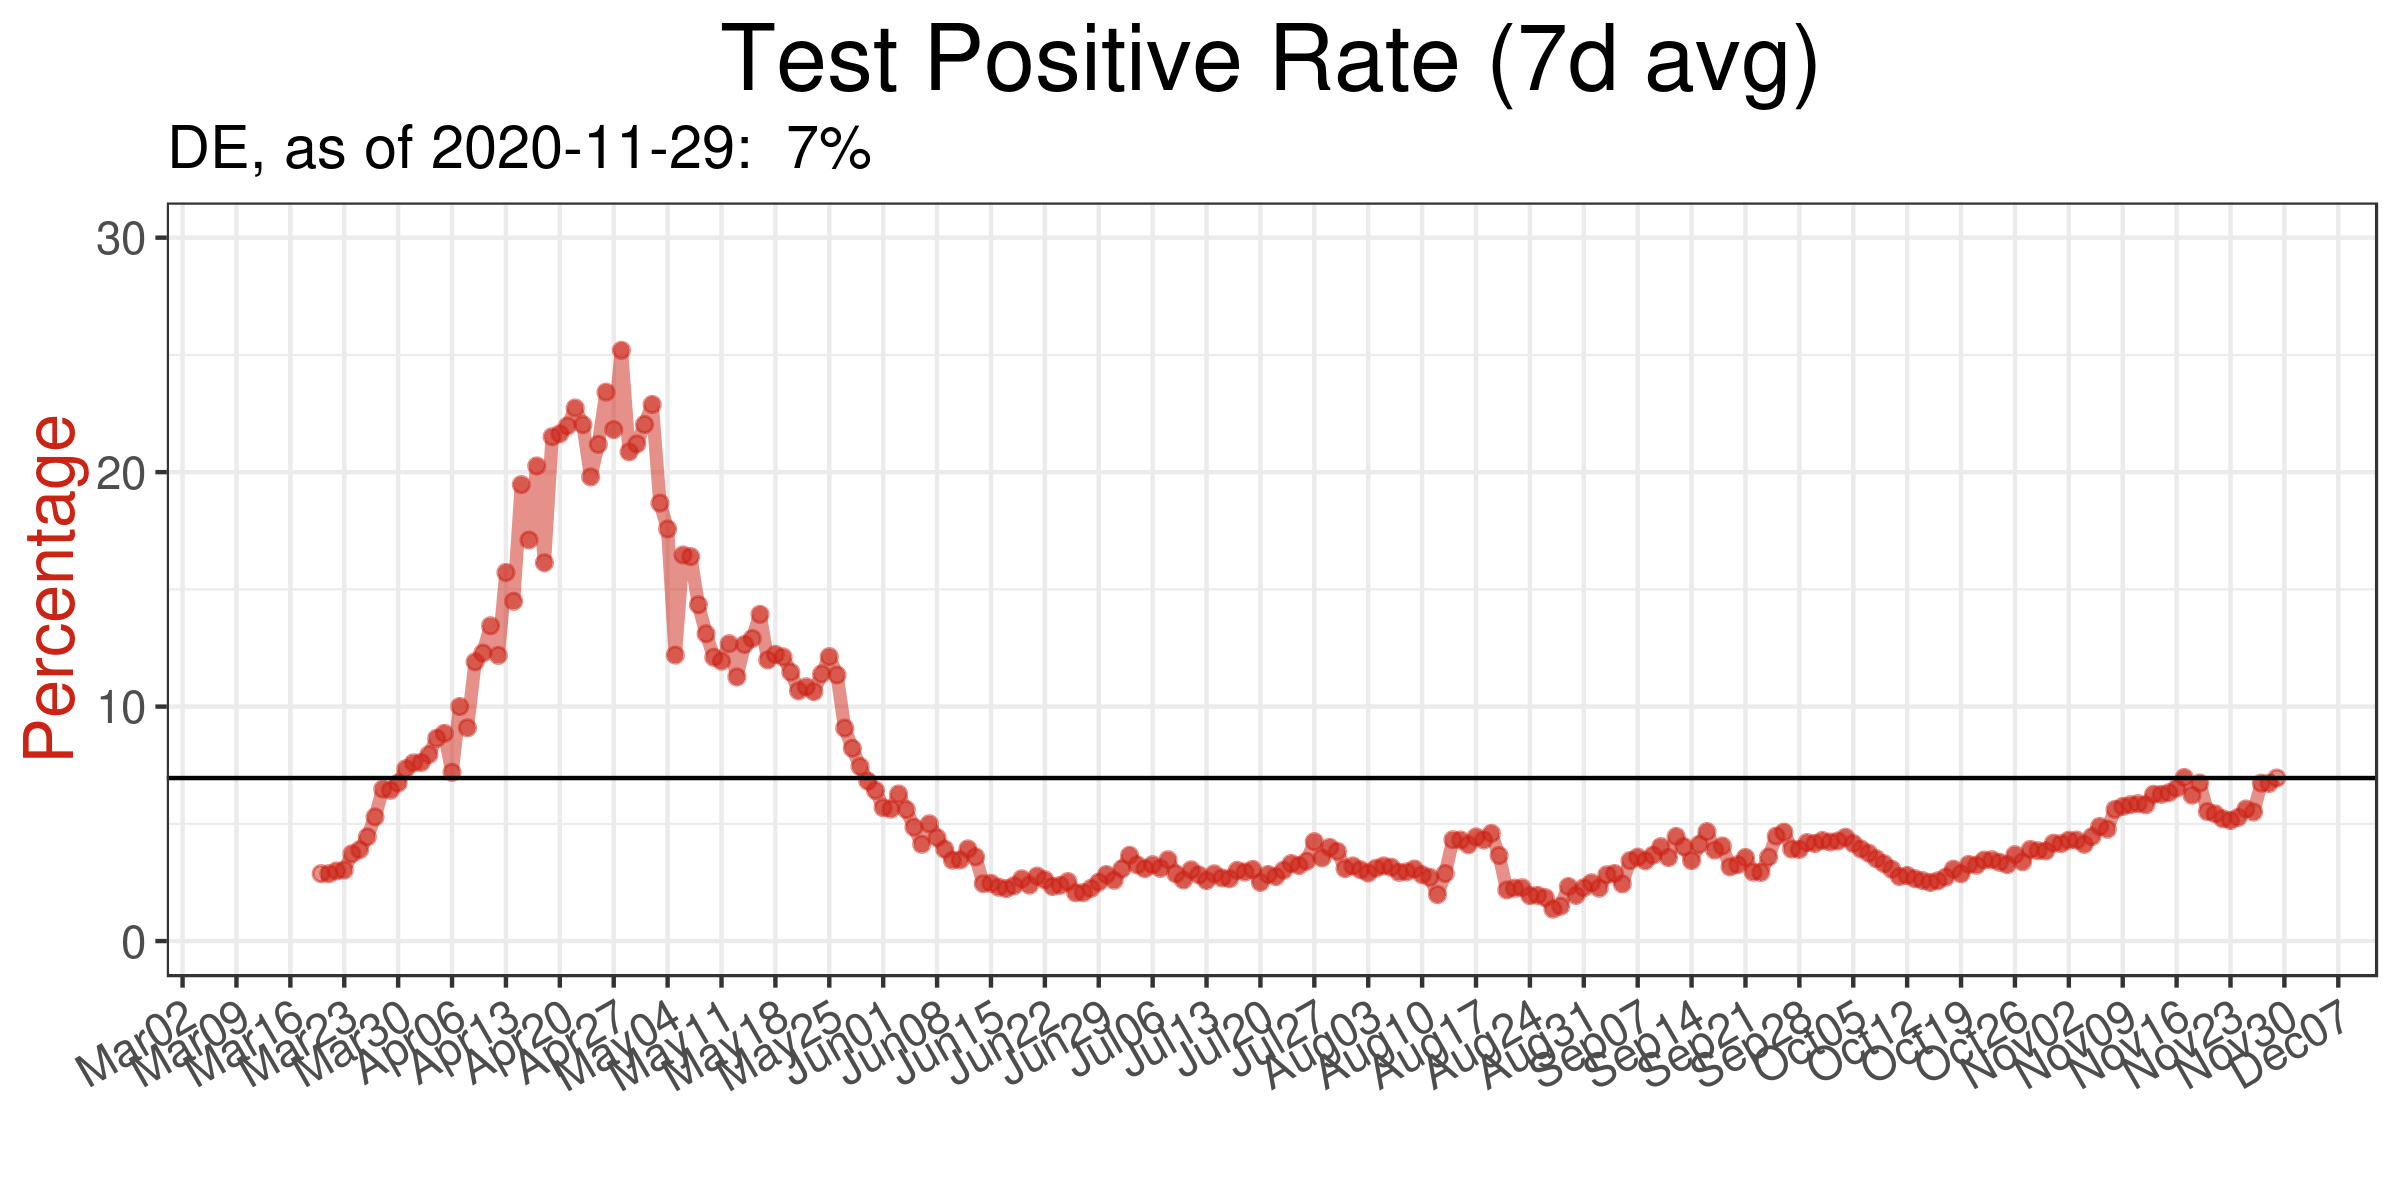 Test Positive Rate (7d avg)
DE, as of 2020-11-29:  7%
Percentage
30
20
10
0
Mar02
Mar09
Mar16
Mar23
Mar30
Apr06
Apr13
Apr20
Apr27
May04
May11
May18
May25
Jun01
Jun08
Jun15
Jun22
Jun29
Jul06
Jul13
Jul20
Jul27
Aug03
Aug10
Aug17
Aug24
Aug31
Sep07
Sep14
Sep21
Sep28
Oct05
Oct12
Oct19
Oct26
Nov02
Nov09
Nov16
Nov23
Nov30
Dec07